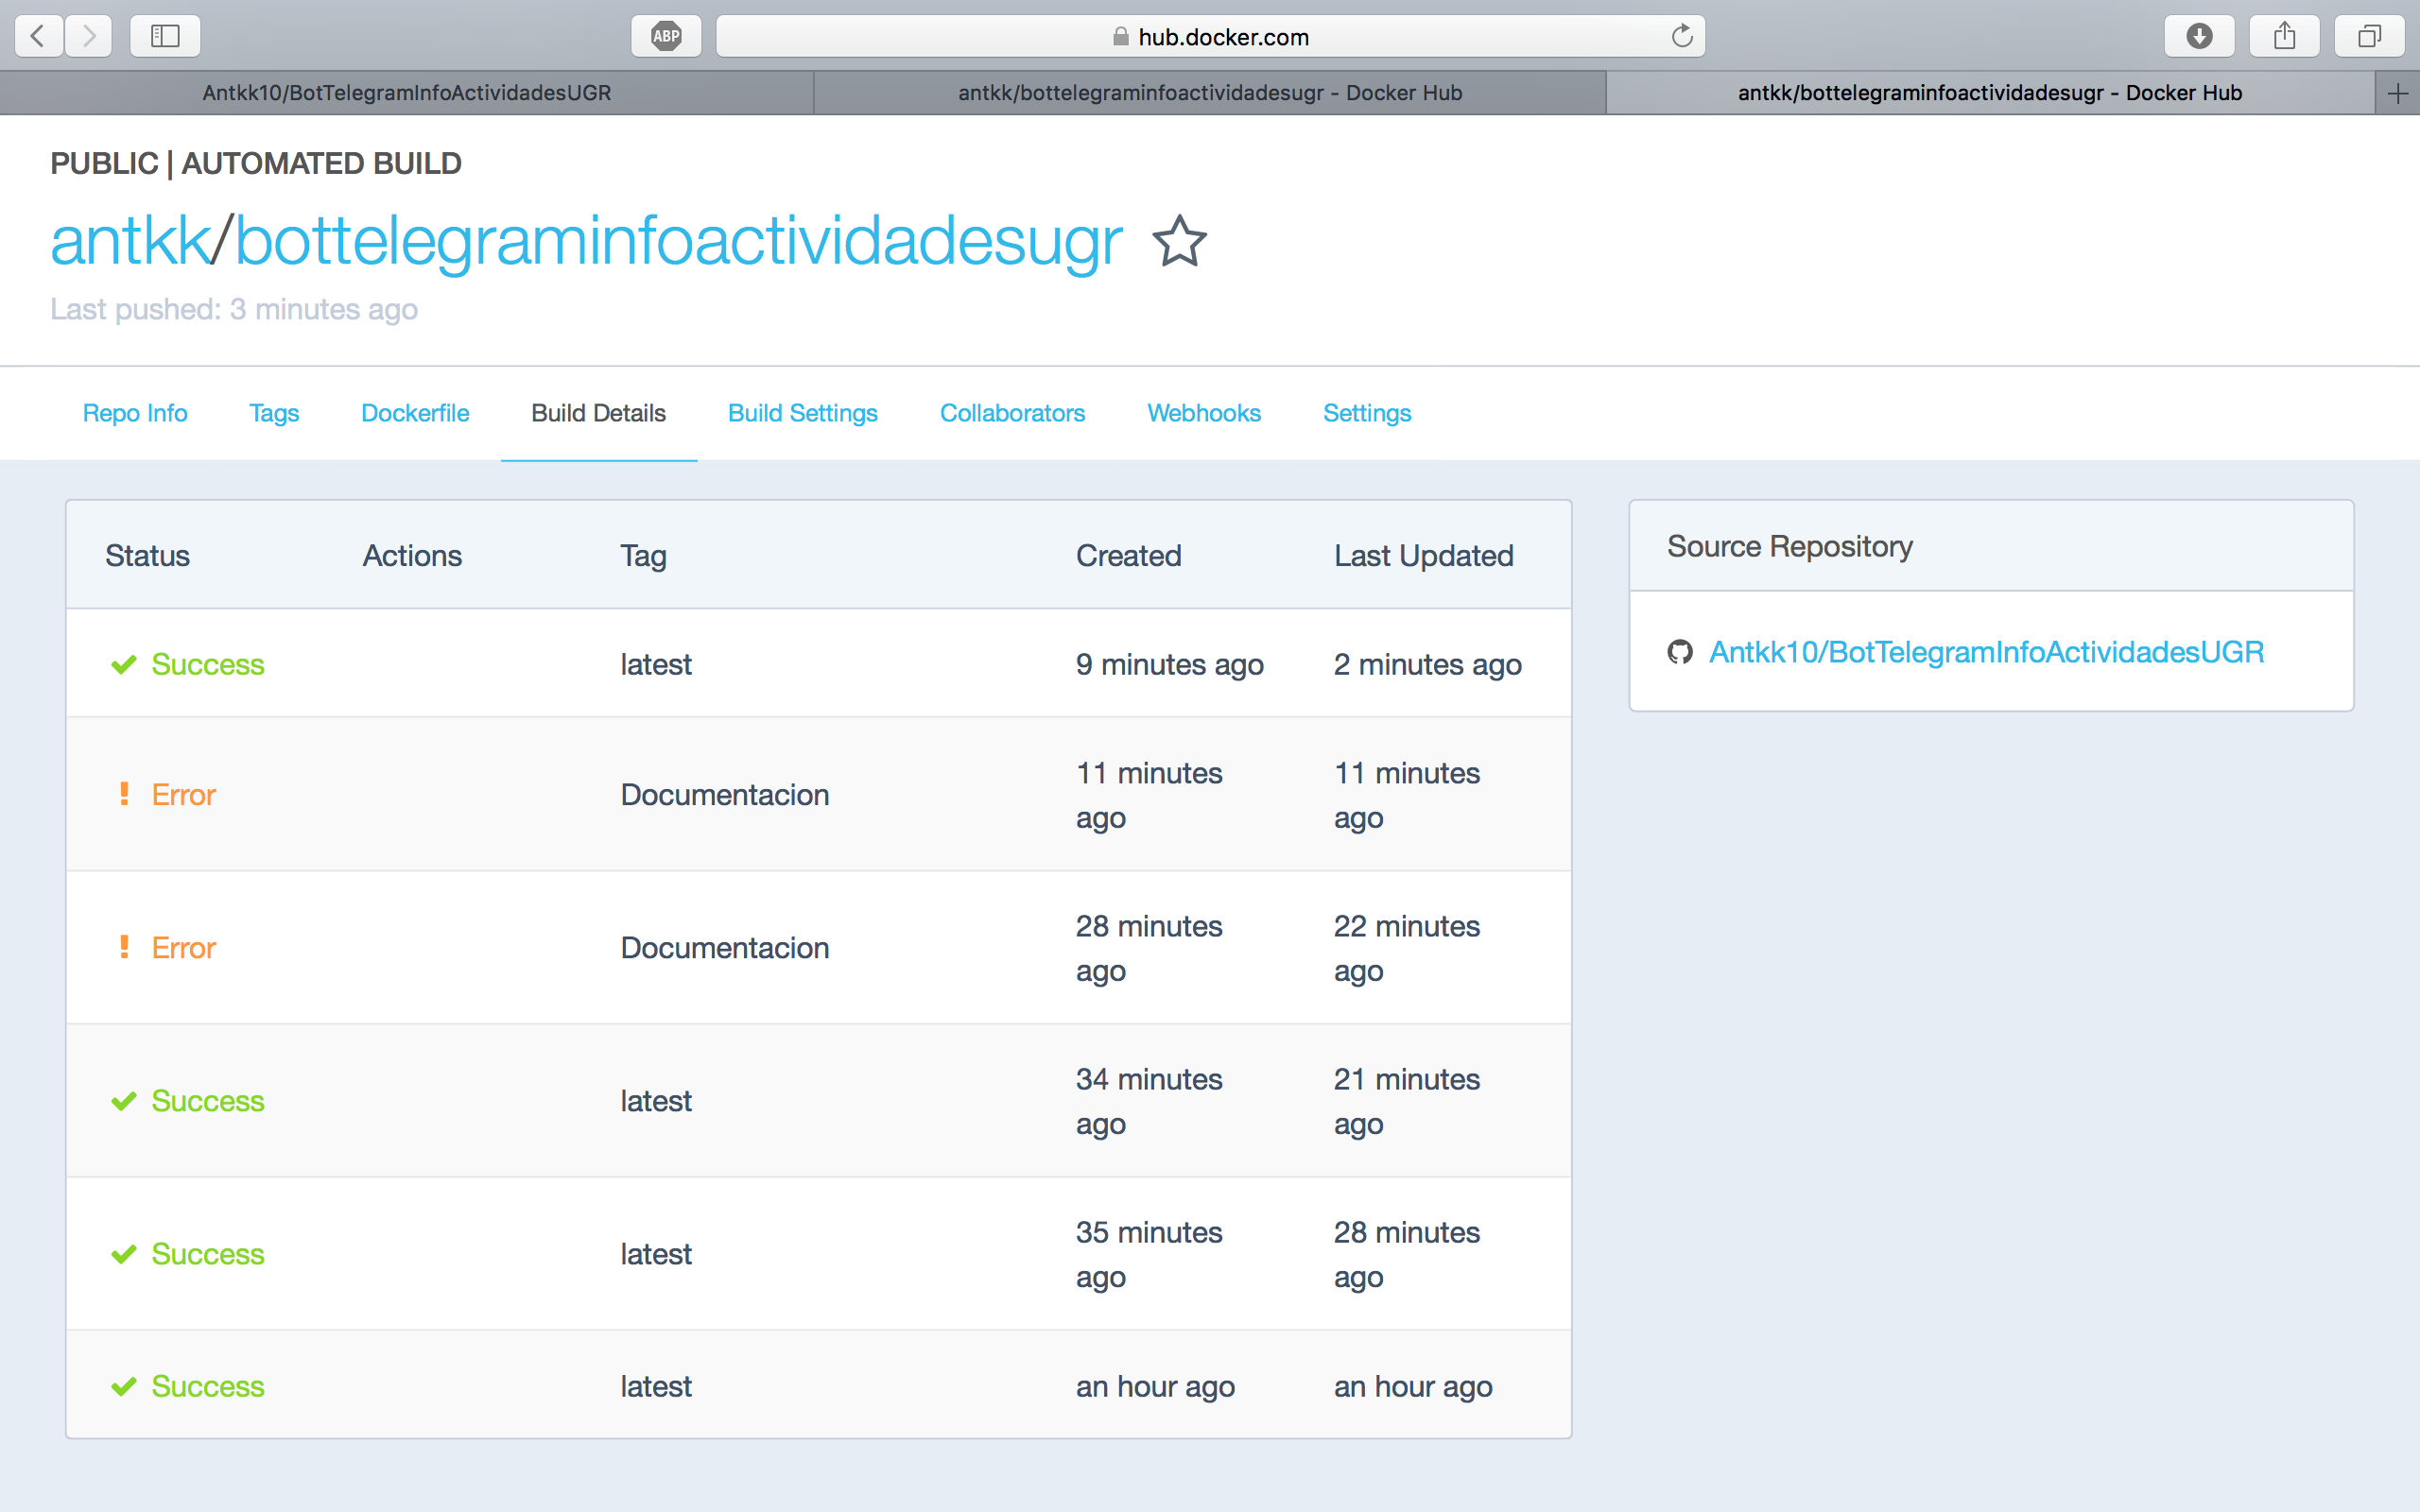 ABP
hub.docker.com
Antkk10/BotTelegramInfoActividadesUGR
antkk/bottelegraminfoactividadesugr - Docker Hub
antkk/bottelegraminfoactividadesugr - Docker Hub
PUBLIC | AUTOMATED BUILD
antkk/bottelegraminfoactividadesugr
Last pushed: 3 minutes ago
Repo Info Tags Dockerfile Build Details Build Settings Collaborators Webhooks Settings
Status Actions Tag Created Last Updated
Success latest 9 minutes ago 2 minutes ago
Error Documentacion 11 minutes ago 11 minutes ago
Error Documentacion 28 minutes ago 22 minutes ago
Success latest 34 minutes ago 21 minutes ago
Success latest 35 minutes ago 28 minutes ago
Success latest an hour ago an hour ago
Source Repository
Antkk10/BotTelegramInfoActividadesUGR